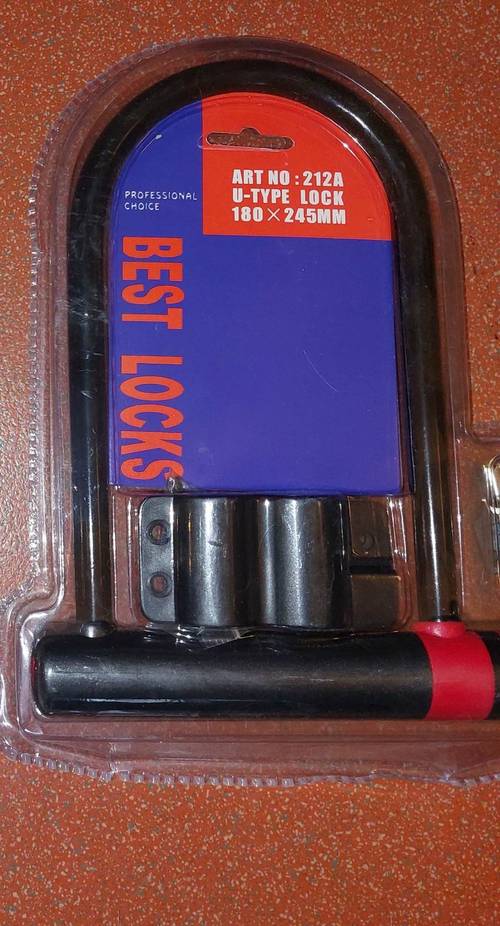 ART NO : 212A
U-TYPE LOCK
180×245MM
PROFESSIONAL
CHOICE
BEST LOCKS